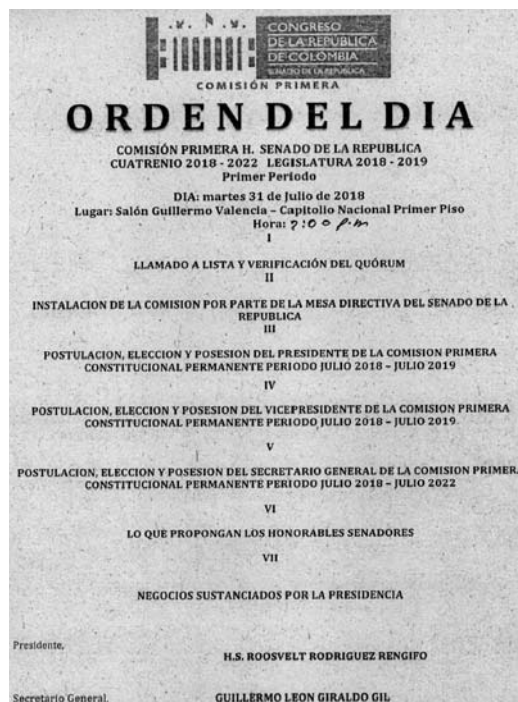 CONGRESO
DE LA REPÚBLICA
DE COLOMBIA
SENADO DE LA REPÚBLICA
COMISIÓN PRIMERA
ORDEN DEL DIA
COMISIÓN PRIMERA H. SENADO DE LA REPUBLICA
CUATRENIO 2018 - 2022 LEGISLATURA 2018 - 2019
Primer Periodo
DIA: martes 31 de Julio de 2018
Lugar: Salón Guillermo Valencia – Capitolio Nacional Primer Piso
Hora: :00 p.m
I
LLAMADO A LISTA Y VERIFICACIÓN DEL QUÓRUM
II
INSTALACION DE LA COMISION POR PARTE DE LA MESA DIRECTIVA DEL SENADO DE LA
REPUBLICA
III
POSTULACION, ELECCION Y POSESION DEL PRESIDENTE DE LA COMISION PRIMERA
CONSTITUCIONAL PERMANENTE PERIODO JULIO 2018 – JULIO 2019
IV
POSTULACION, ELECCION Y POSESION DEL VICEPRESIDENTE DE LA COMISION PRIMERA
CONSTITUCIONAL PERMANENTE PERIODO JULIO 2018 – JULIO 2019
V
POSTULACION, ELECCION Y POSESION DEL SECRETARIO GENERAL DE LA COMISION PRIMERA
CONSTITUCIONAL PERMANENTE PERIODO JULIO 2018 – JULIO 2022
VI
LO QUE PROPONGAN LOS HONORABLES SENADORES
VII
NEGOCIOS SUSTANCIADOS POR LA PRESIDENCIA
Presidente,
H.S. ROOSVELT RODRIGUEZ RENGIFO
Secretario General,
GUILLERMO LEON GIRALDO GIL